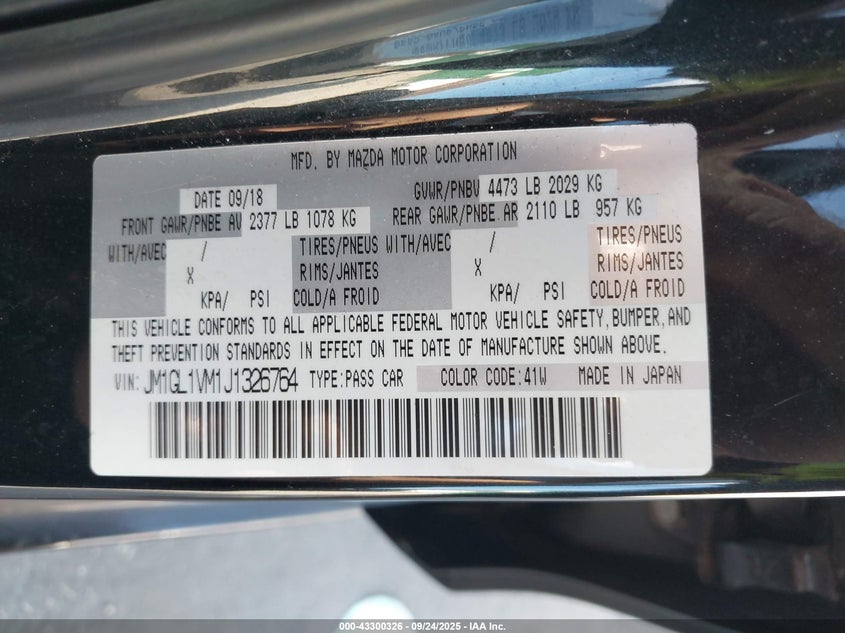 MFD. BY MAZDA MOTOR CORPORATION
DATE 09/18 GVWR/PNBV 4473 LB 2029 KG
FRONT GAWR/PNBE AV 2377 LB 1078 KG REAR GAWR/PNBE AR 2110 LB 957 KG
WITH/AVEC / TIRES/PNEUS WITH/AVEC / TIRES/PNEUS
X RIMS/JANTES X RIMS/JANTES
KPA/ PSI COLD/A FROID KPA/ PSI COLD/A FROID
THIS VEHICLE CONFORMS TO ALL APPLICABLE FEDERAL MOTOR VEHICLE SAFETY, BUMPER, AND
THEFT PREVENTION STANDARDS IN EFFECT ON THE DATE OF MANUFACTURE SHOWN ABOVE.
VIN: JM1GL1VM1J1326764 TYPE: PASS CAR COLOR CODE: 41W MADE IN JAPAN
000-43300326 - 09/24/2025 - IAA Inc.